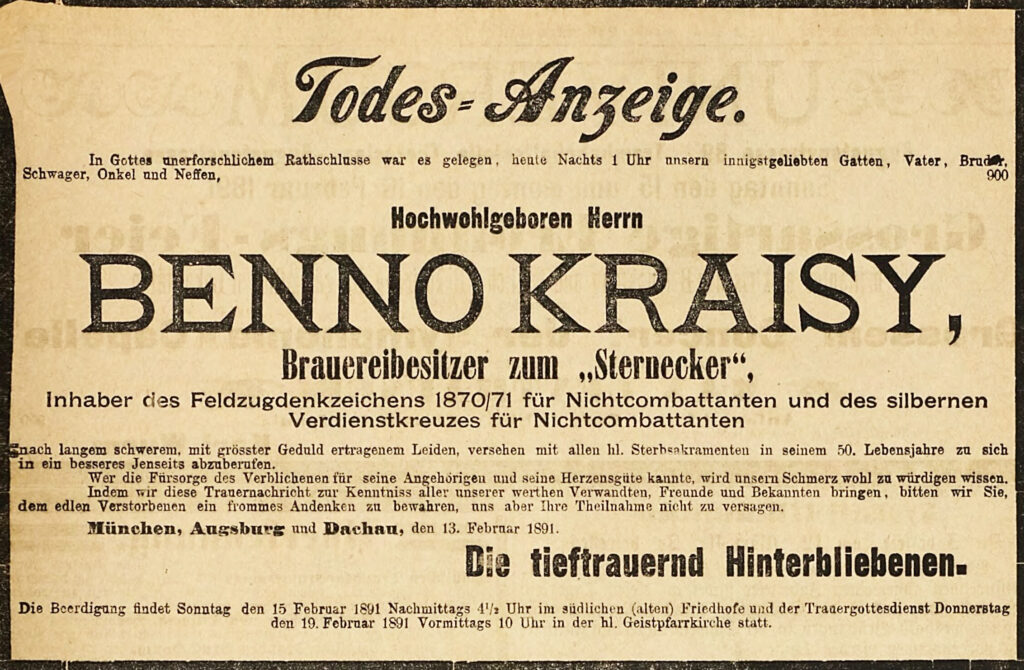 Todes=Anzeige.
In Gottes unerforschlichem Rathschlusse war es gelegen, heute Nachts 1 Uhr unsern innigstgeliebten Gatten, Vater, Bruder,
Schwager, Onkel und Neffen, 900
Hochwohlgeboren Herrn
BENNO KRAISY,
Brauereibesitzer zum „Sternecker“,
Inhaber des Feldzugdenkzeichens 1870/71 für Nichtcombattanten und des silbernen
Verdienstkreuzes für Nichtcombattanten
nach langem schwerem, mit grösster Geduld ertragenem Leiden, versehen mit allen hl. Sterbsakramenten in seinem 50. Lebensjahre zu sich
in ein besseres Jenseits abzuberufen.
Wer die Fürsorge des Verblichenen für seine Angehörigen und seine Herzensgüte kannte, wird unsern Schmerz wohl zu würdigen wissen.
Indem wir diese Trauernachricht zur Kenntniss aller unserer werthen Verwandten, Freunde und Bekannten bringen, bitten wir Sie,
dem edlen Verstorbenen ein frommes Andenken zu bewahren, uns aber Ihre Theilnahme nicht zu versagen.
München, Augsburg und Dachau, den 13. Februar 1891.
Die tieftrauernd Hinterbliebenen.
Die Beerdigung findet Sonntag den 15 Februar 1891 Nachmittags 4¹/₂ Uhr im südlichen (alten) Friedhofe und der Trauergottesdienst Donnerstag
den 19. Februar 1891 Vormittags 10 Uhr in der hl. Geistpfarrkirche statt.